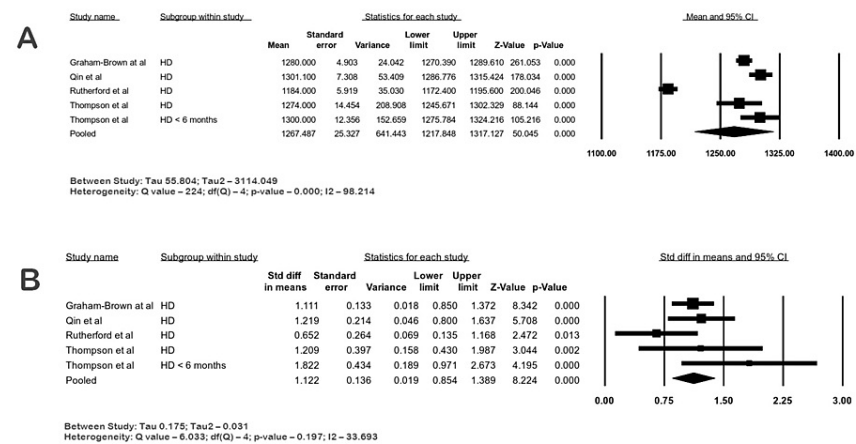 A
Study name Subgroup within study Statistics for each study Mean and 95% CI
Standard Lower Upper
Mean error Variance limit limit Z-Value p-Value
Graham-Brown at al HD 1280.000 4.903 24.042 1270.390 1289.610 261.053 0.000
Qin et al HD 1301.100 7.308 53.409 1286.776 1315.424 178.034 0.000
Rutherford et al HD 1184.000 5.919 35.030 1172.400 1195.600 200.046 0.000
Thompson et al HD 1274.000 14.454 208.908 1245.671 1302.329 88.144 0.000
Thompson et al HD < 6 months 1300.000 12.356 152.659 1275.784 1324.216 105.216 0.000
Pooled 1267.487 25.327 641.443 1217.848 1317.127 50.045 0.000
1100.00 1175.00 1250.00 1325.00 1400.00
Between Study: Tau 55.804; Tau2 – 3114.049
Heterogeneity: Q value – 224; df(Q) – 4; p-value – 0.000; I2 – 98.214
B
Study name Subgroup within study Statistics for each study Std diff in means and 95% CI
Std diff Standard Lower Upper
in means error Variance limit limit Z-Value p-Value
Graham-Brown at al HD 1.111 0.133 0.018 0.850 1.372 8.342 0.000
Qin et al HD 1.219 0.214 0.046 0.800 1.637 5.708 0.000
Rutherford et al HD 0.652 0.264 0.069 0.135 1.168 2.472 0.013
Thompson et al HD 1.209 0.397 0.158 0.430 1.987 3.044 0.002
Thompson et al HD < 6 months 1.822 0.434 0.189 0.971 2.673 4.195 0.000
Pooled 1.122 0.136 0.019 0.854 1.389 8.224 0.000
0.00 0.75 1.50 2.25 3.00
Between Study: Tau 0.175; Tau2 – 0.031
Heterogeneity: Q value – 6.033; df(Q) – 4; p-value – 0.197; I2 – 33.693